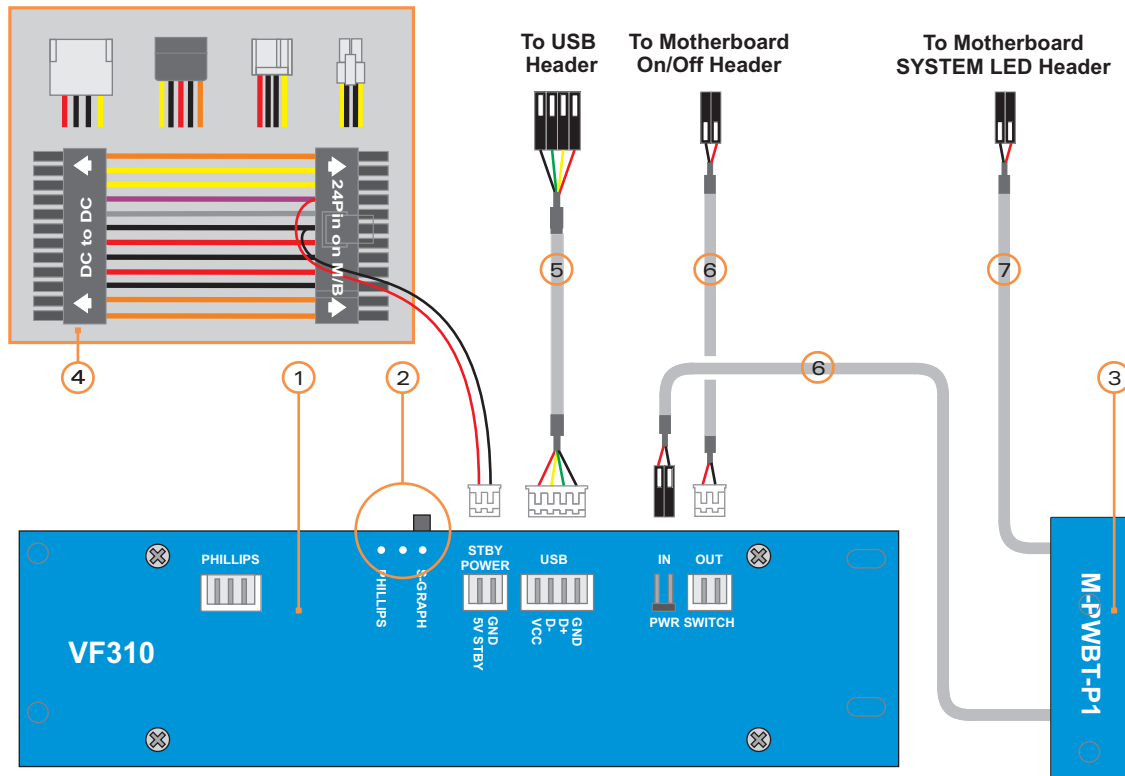 To USB
Header
To Motherboard
On/Off Header
To Motherboard
SYSTEM LED Header
DC to DC
24Pin on M/B
5
6
7
4
1
2
6
3
PHILLIPS
PHILLIPS
S-GRAPH
STBY
POWER
5V STBY
GND
USB
VCC
D-
D+
GND
IN
OUT
PWR
SWITCH
VF310
M-PWBT-P1